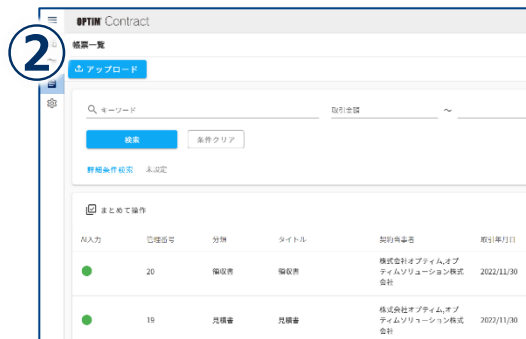 ②
OPTiM Contract
帳票一覧
アップロード
キーワード 取引金額 ～
検索 条件クリア
詳細条件検索 未設定
まとめて操作
AI入力 管理番号 分類 タイトル 契約当事者 取引年月日
20 領収書 領収書 株式会社オプティム,オプ
ティムソリューション株式 2022/11/30
会社
19 見積書 見積書 株式会社オプティム,オプ
ティムソリューション株式 2022/11/30
会社